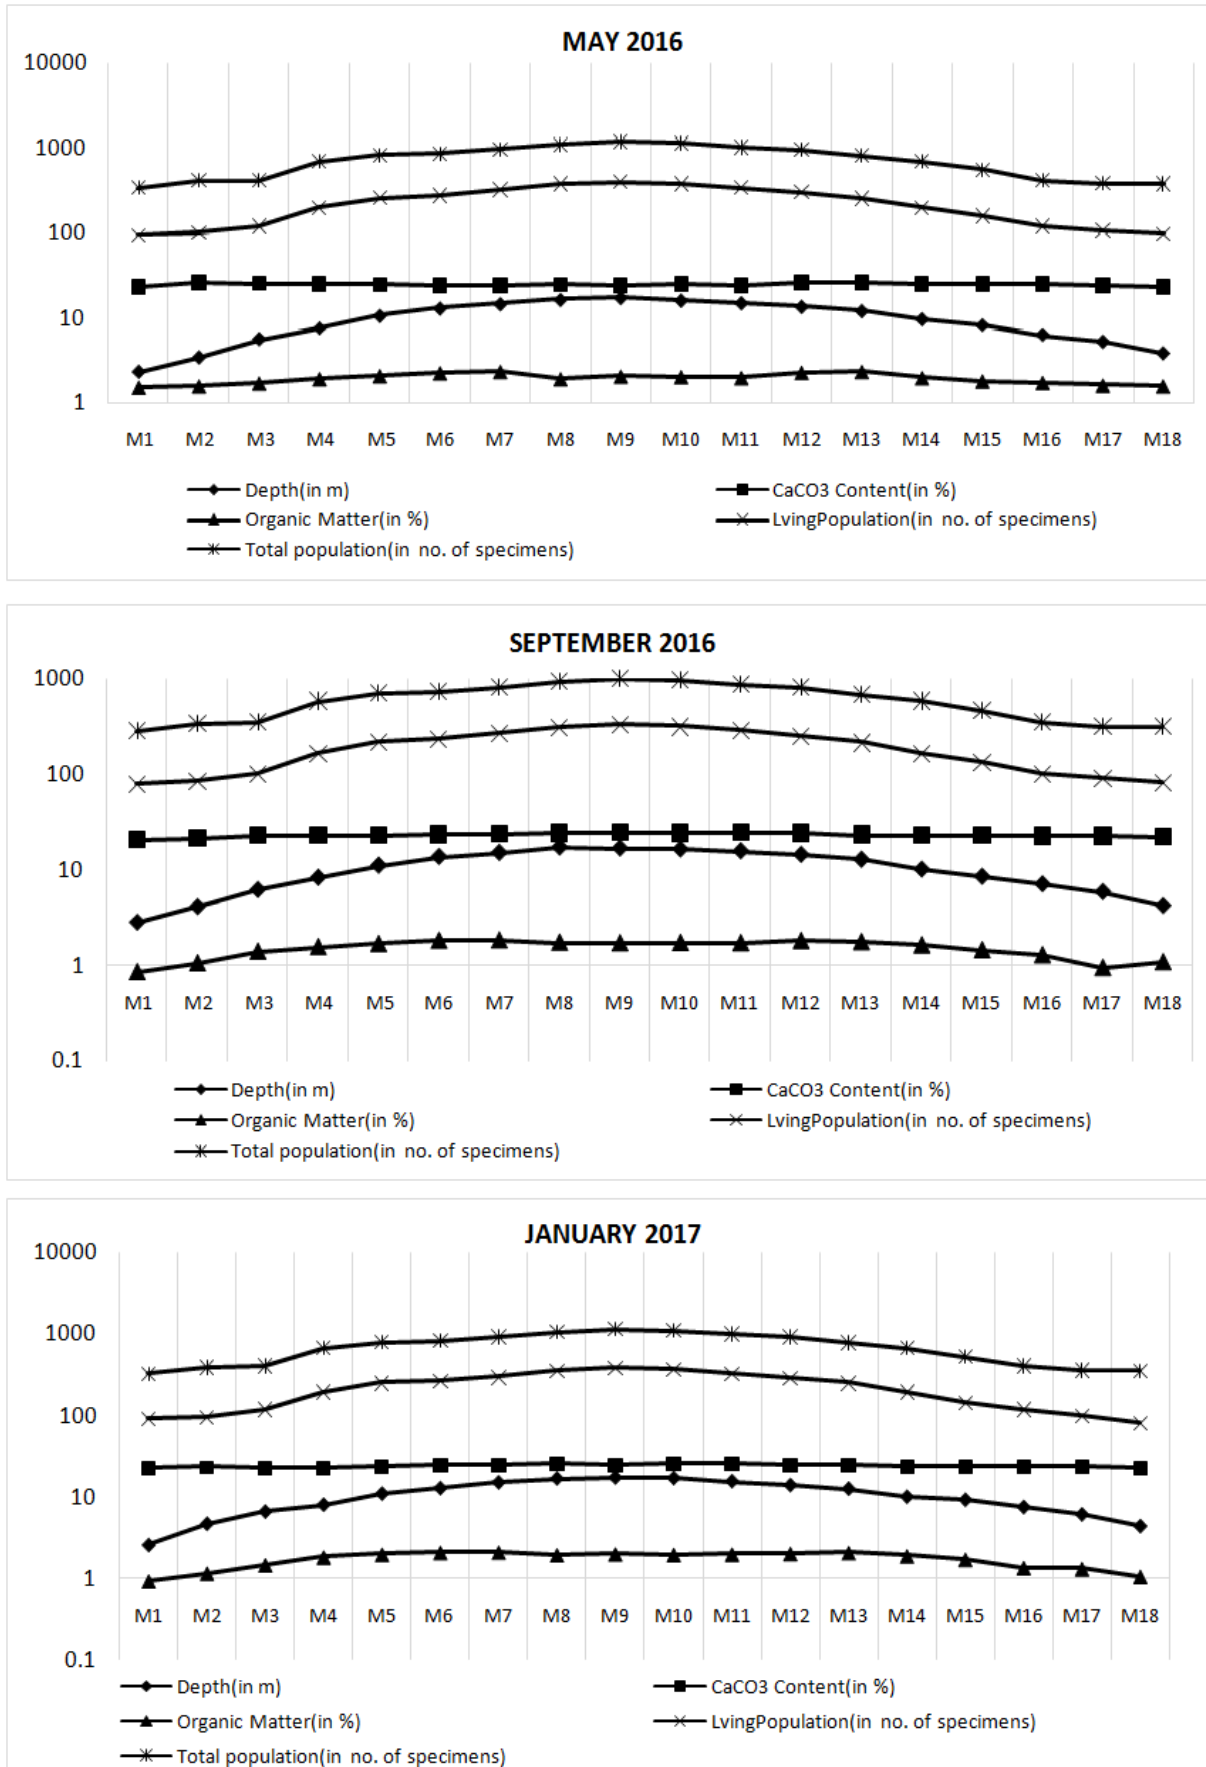 MAY 2016
10000
1000
100
10
1
M1 M2 M3 M4 M5 M6 M7 M8 M9 M10 M11 M12 M13 M14 M15 M16 M17 M18
Depth(in m) CaCO3 Content(in %)
Organic Matter(in %) LvingPopulation(in no. of specimens)
Total population(in no. of specimens)
SEPTEMBER 2016
1000
100
10
1
M1 M2 M3 M4 M5 M6 M7 M8 M9 M10 M11 M12 M13 M14 M15 M16 M17 M18
0.1
Depth(in m) CaCO3 Content(in %)
Organic Matter(in %) LvingPopulation(in no. of specimens)
Total population(in no. of specimens)
JANUARY 2017
10000
1000
100
10
1
M1 M2 M3 M4 M5 M6 M7 M8 M9 M10 M11 M12 M13 M14 M15 M16 M17 M18
0.1
Depth(in m) CaCO3 Content(in %)
Organic Matter(in %) LvingPopulation(in no. of specimens)
Total population(in no. of specimens)